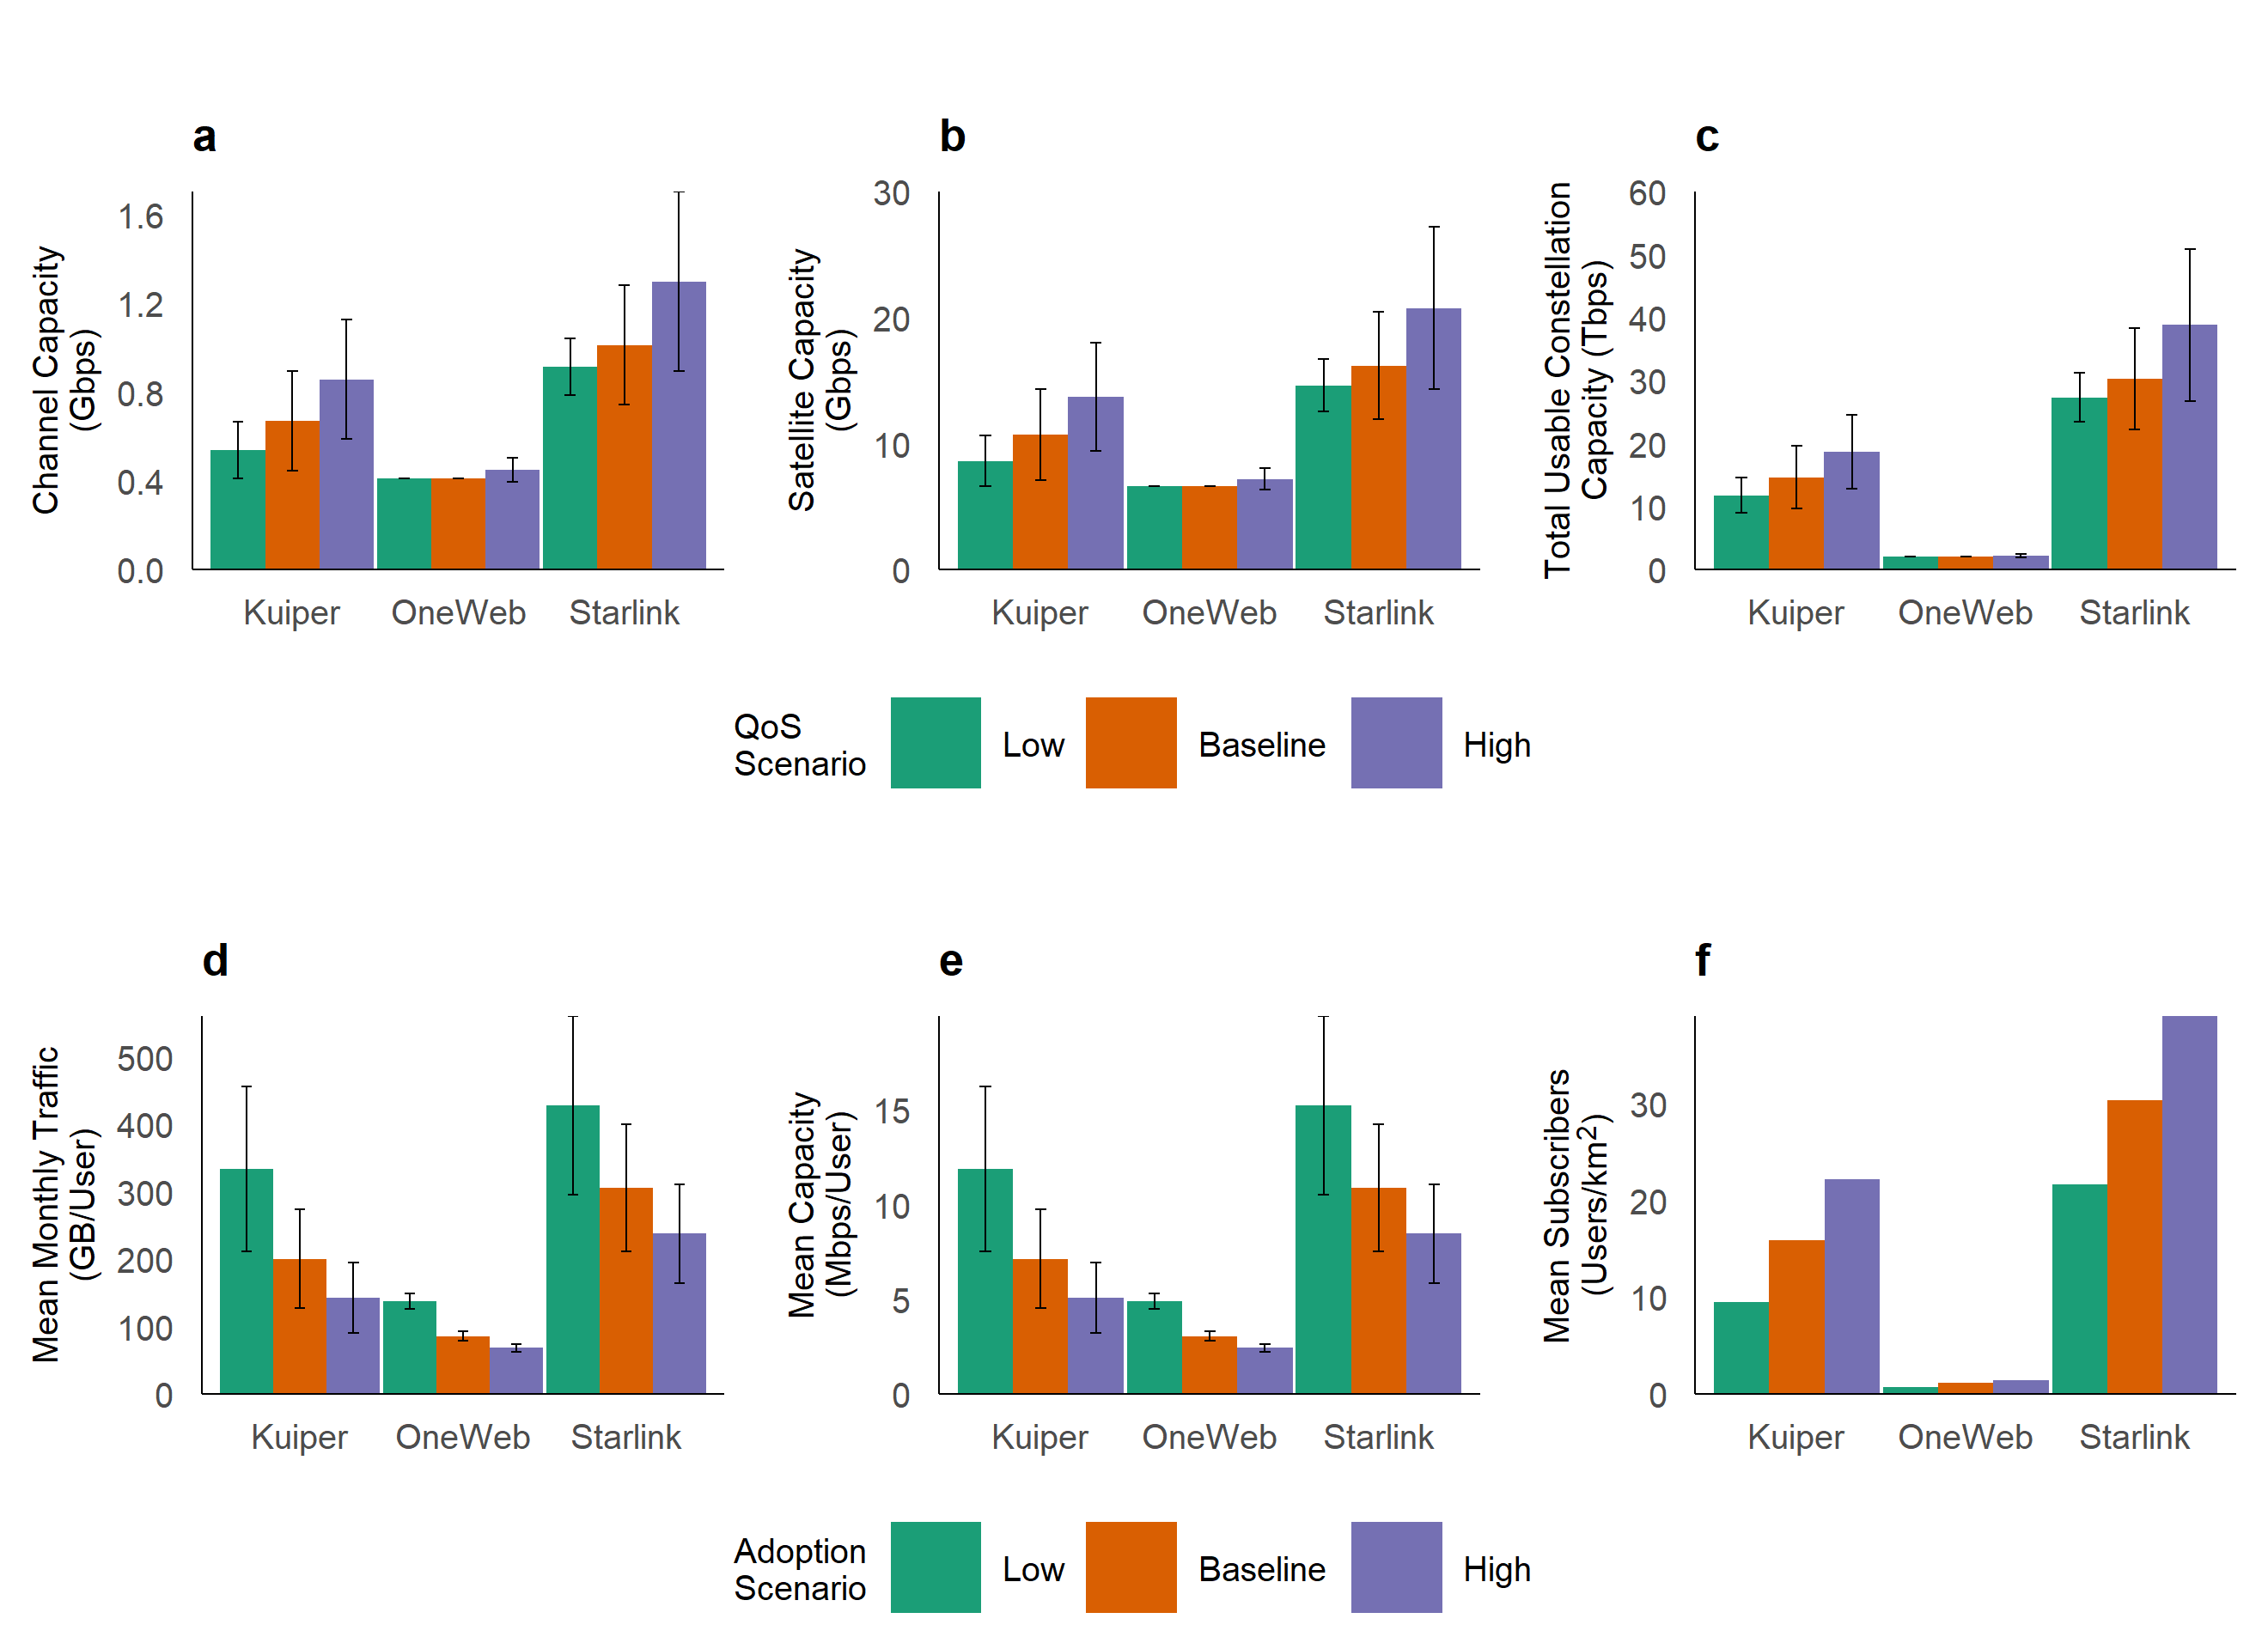 a
Channel Capacity
(Gbps)
1.6
1.2
0.8
0.4
0.0
Kuiper OneWeb Starlink
b
Satellite Capacity
(Gbps)
30
20
10
0
Kuiper OneWeb Starlink
c
Total Usable Constellation
Capacity (Tbps)
60
50
40
30
20
10
0
Kuiper OneWeb Starlink
QoS
Scenario
Low Baseline High
d
Mean Monthly Traffic
(GB/User)
500
400
300
200
100
0
Kuiper OneWeb Starlink
e
Mean Capacity
(Mbps/User)
15
10
5
0
Kuiper OneWeb Starlink
f
Mean Subscribers
(Users/km²)
30
20
10
0
Kuiper OneWeb Starlink
Adoption
Scenario
Low Baseline High